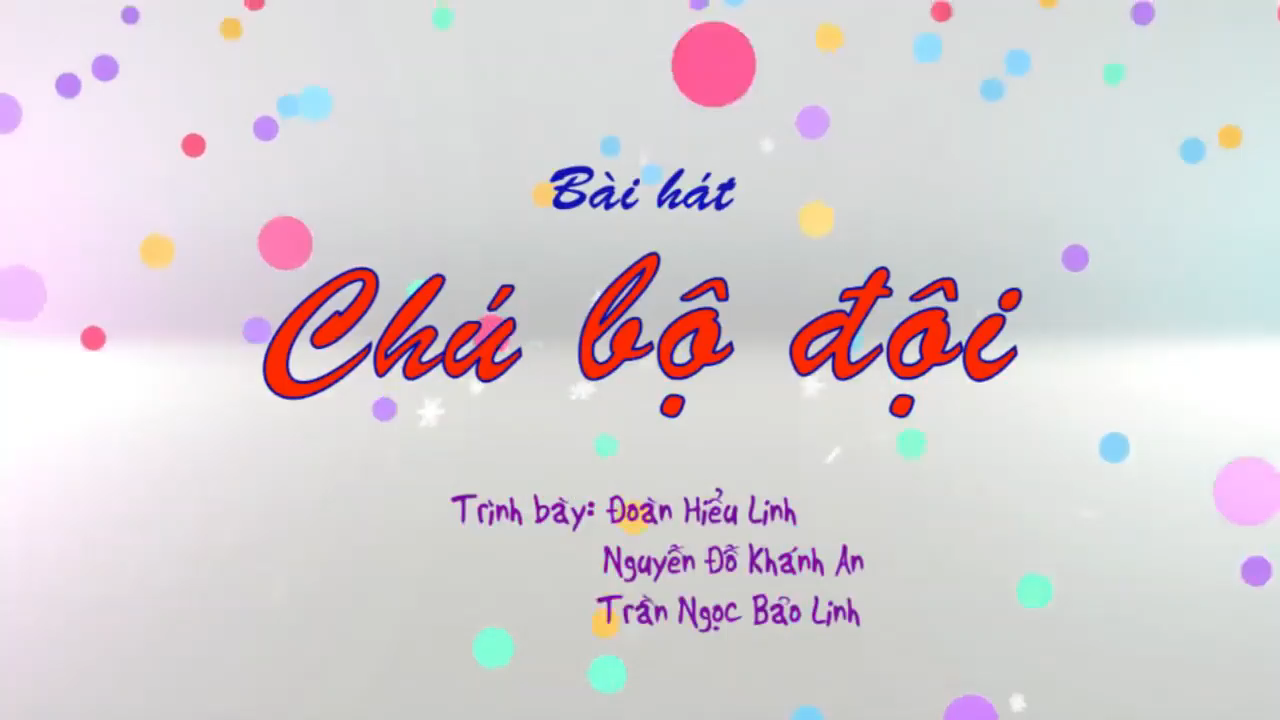 Bài hát
Chú bộ đội
Trình bày: Đoàn Hiểu Linh
Nguyễn Đỗ Khánh An
Trần Ngọc Bảo Linh